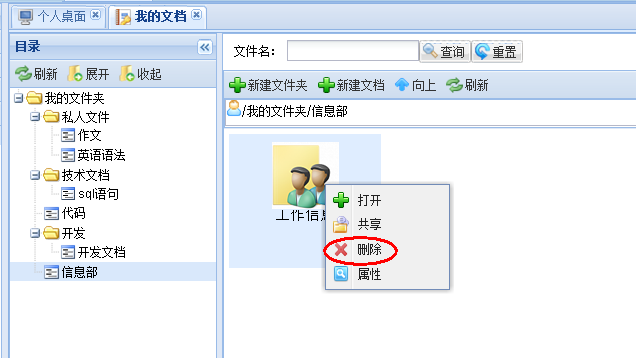 个人桌面 我的文档
目录
文件名： 查询 重置
刷新 展开 收起
新建文件夹 新建文档 向上 刷新
/我的文件夹/信息部
我的文件夹
私人文件
作文
英语语法
技术文档
sql语句
代码
开发
开发文档
信息部
工作信息
打开
共享
删除
属性